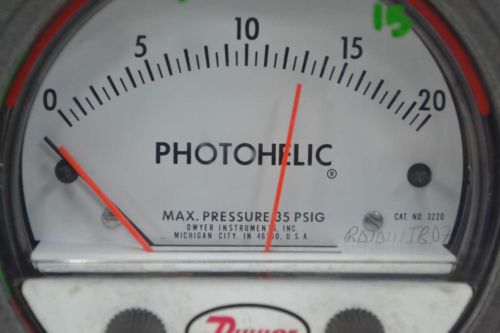 15
0 5 10 15 20
PHOTOHELIC
®
MAX. PRESSURE 35 PSIG
DWYER INSTRUMENTS, INC.
MICHIGAN CITY, IN 46360, U.S.A.
CAT. NO. 3220
Dwyer